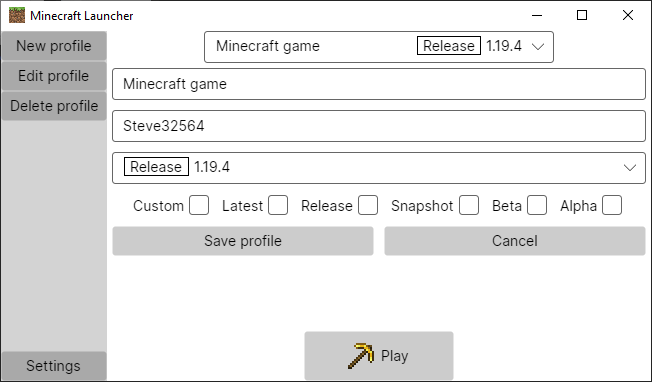 Minecraft Launcher
New profile
Edit profile
Delete profile
Settings
Minecraft game Release 1.19.4
Minecraft game
Steve32564
Release 1.19.4
Custom Latest Release Snapshot Beta Alpha
Save profile Cancel
Play